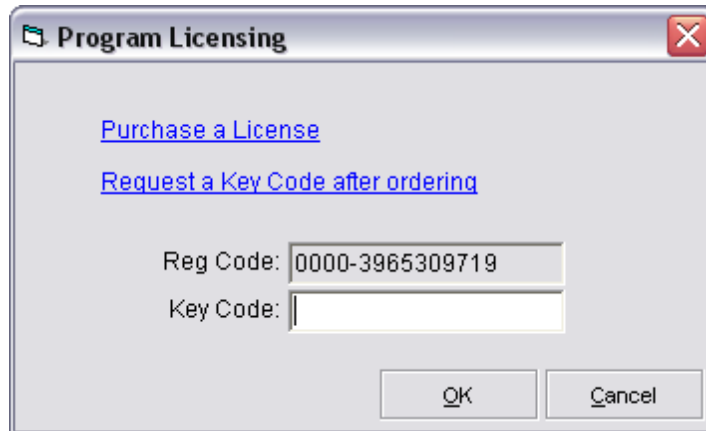 Program Licensing
Purchase a License
Request a Key Code after ordering
Reg Code: 0000-3965309719
Key Code:
OK Cancel